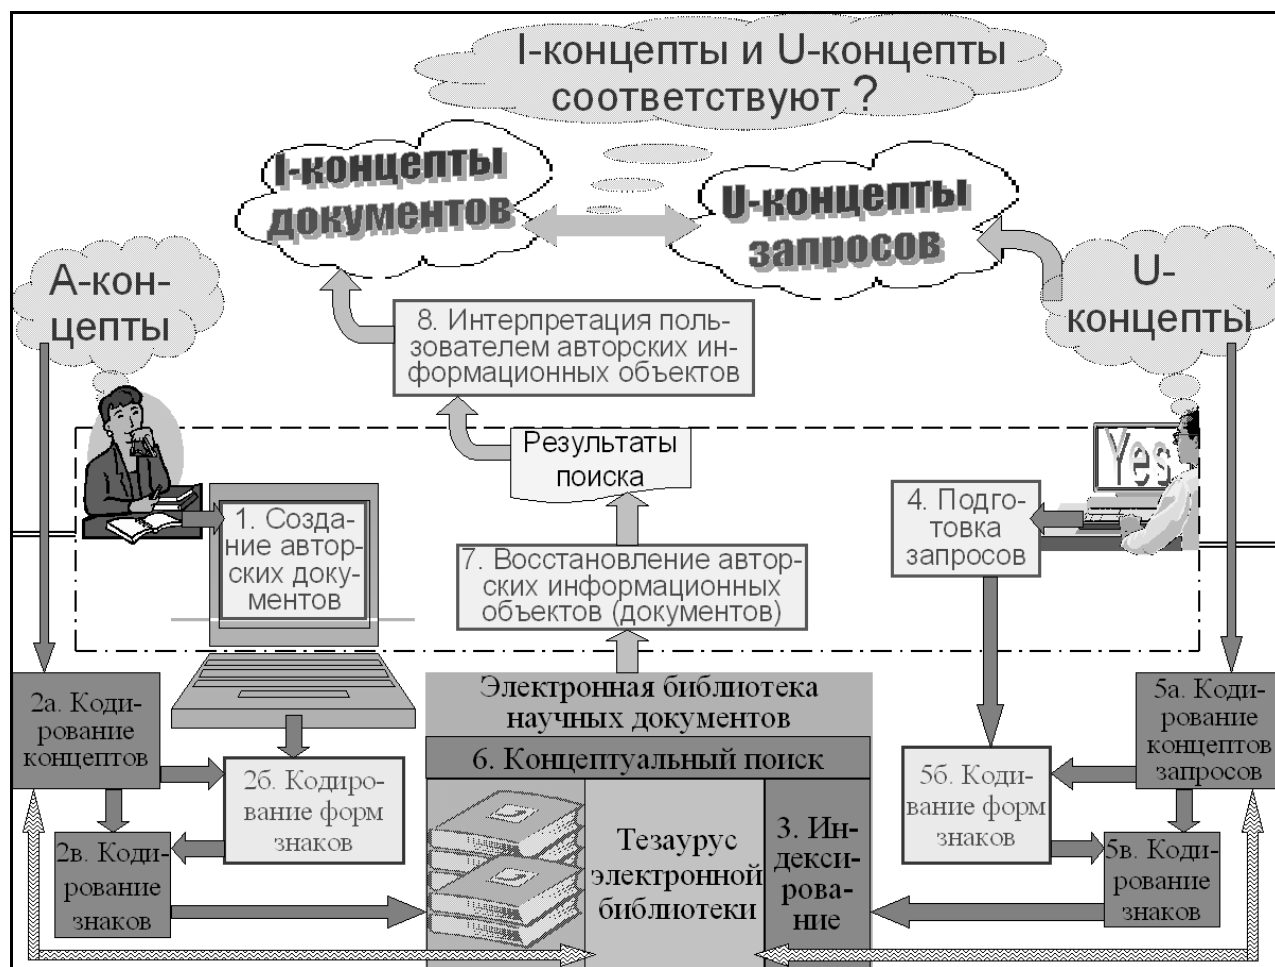 I-концепты и U-концепты
соответствуют ?
I-концепты
документов
U-концепты
запросов
А-кон-
цепты
U-
концепты
8. Интерпретация поль-
зователем авторских ин-
формационных объектов
Результаты
поиска
Yes
1. Созда-
ние автор-
ских доку-
ментов
4. Подго-
товка
запросов
7. Восстановление автор-
ских информационных
объектов (документов)
2а. Коди-
рование
концептов
Электронная библиотека
научных документов
5а. Коди-
рование
концептов
запросов
6. Концептуальный поиск
2б. Кодиро-
вание форм
знаков
5б. Коди-
вание форм
знаков
2в. Коди-
рование
знаков
Тезаурус
электронной
библиотеки
3. Ин-
декси-
рова-
ние
5в. Коди-
рование
знаков